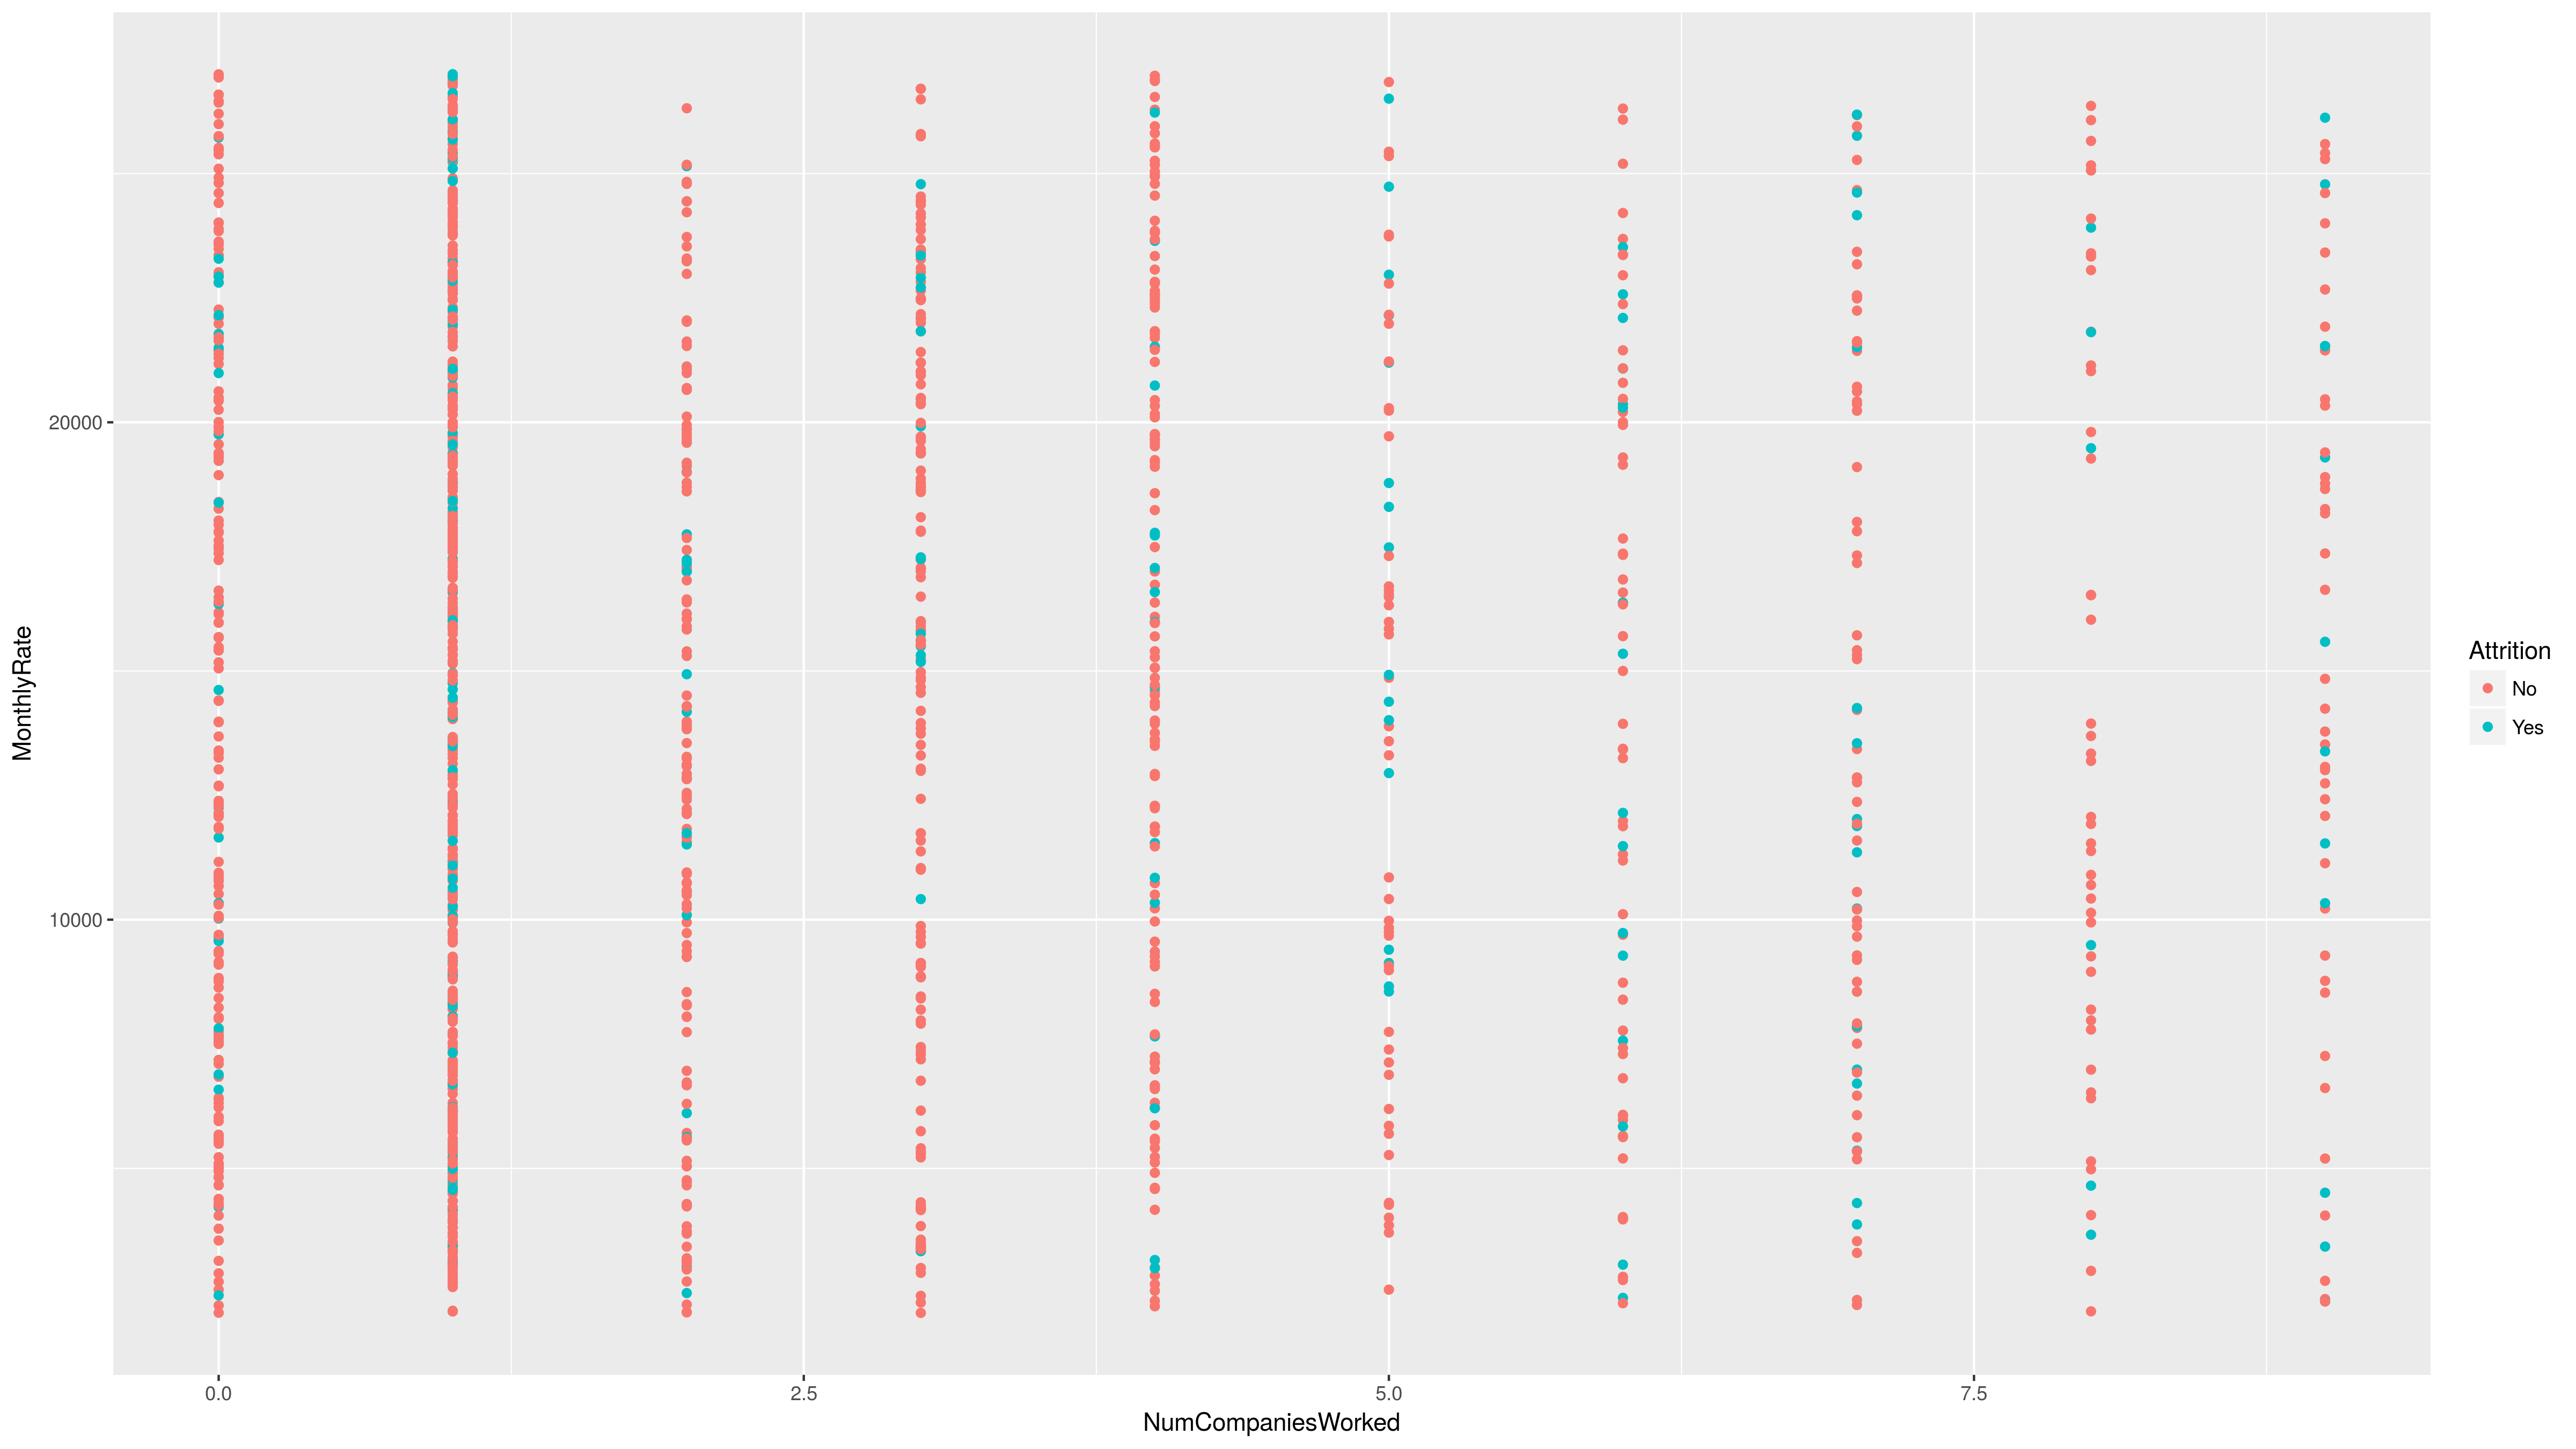 MonthlyRate
20000
10000
0.0
2.5
5.0
7.5
NumCompaniesWorked
Attrition
No
Yes